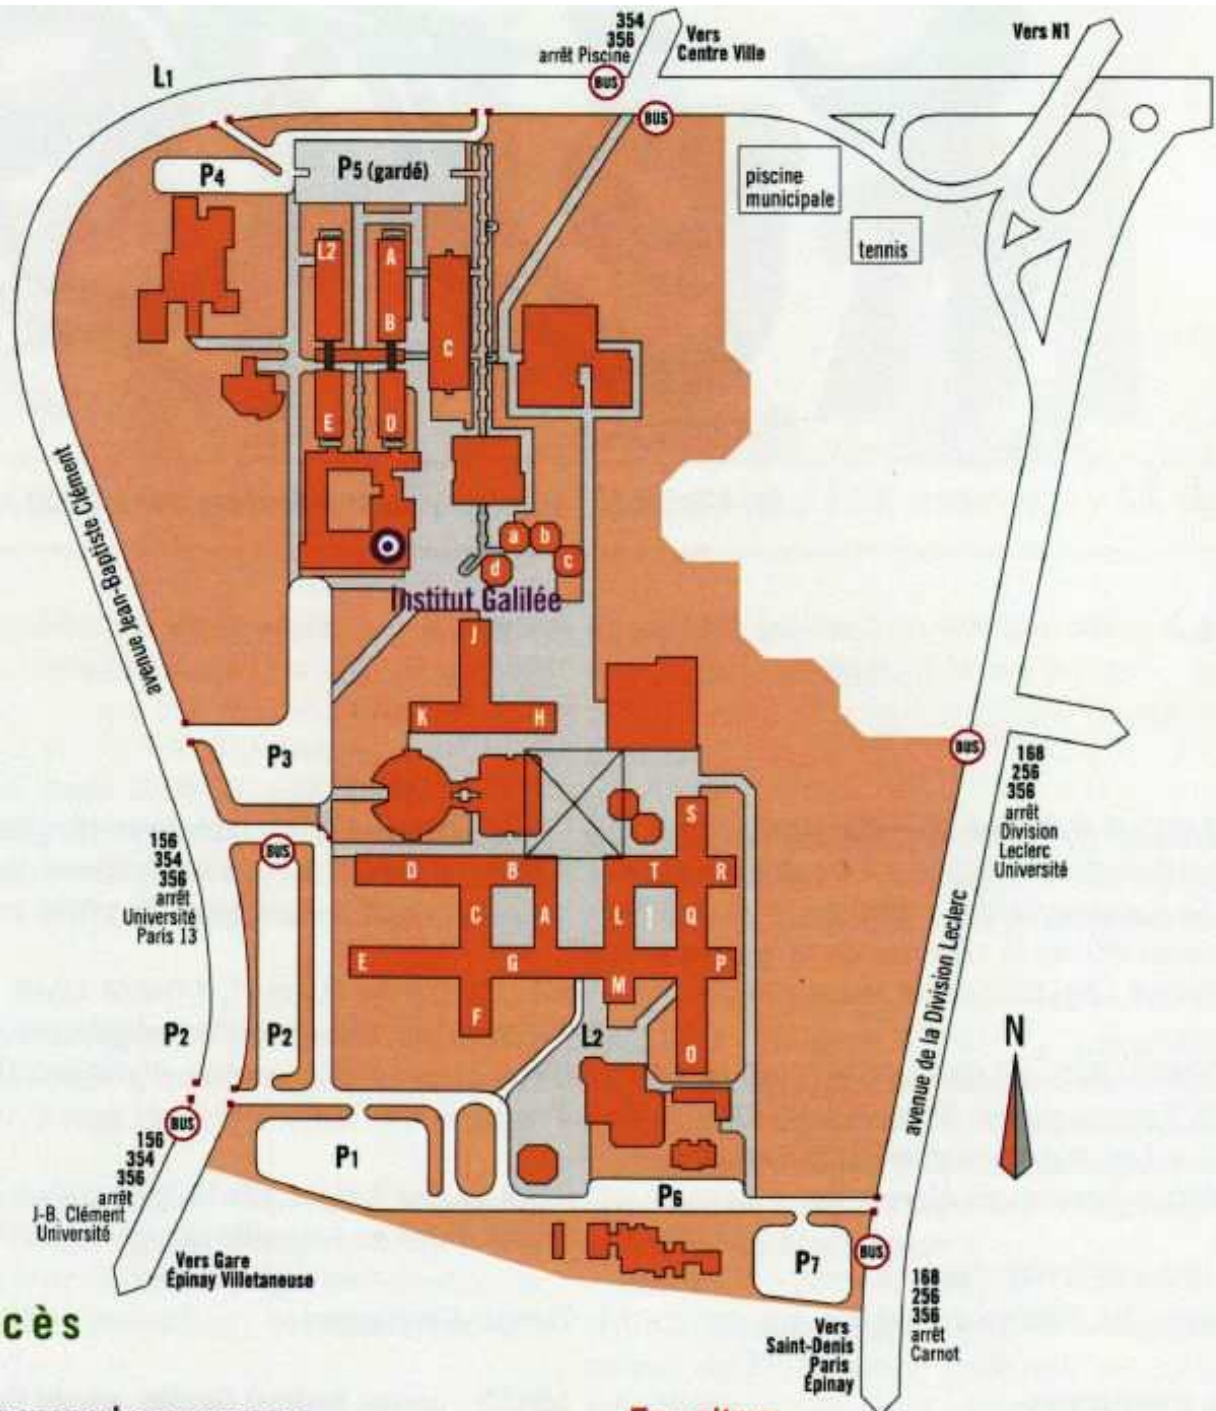 354
356
arrêt Piscine
Vers
Centre Ville
Vers N1
L1
BUS
BUS
P4
P5 (gardé)
piscine
municipale
tennis
L2
A
B
C
E
D
a
b
c
d
Institut Galilée
avenue Jean-Baptiste Clément
J
K
H
P3
BUS
168
256
356
arrêt
Division
Leclerc
Université
156
354
356
arrêt
Université
Paris 13
BUS
S
D
B
T
R
C
A
L
Q
E
G
M
P
F
O
avenue de la Division Leclerc
P2
P2
L2
N
BUS
156
354
356
arrêt
J-B. Clément
Université
P1
P6
Vers Gare
Épinay Villetaneuse
P7
BUS
168
256
356
arrêt
Carnot
Vers
Saint-Denis
Paris
Épinay
cès